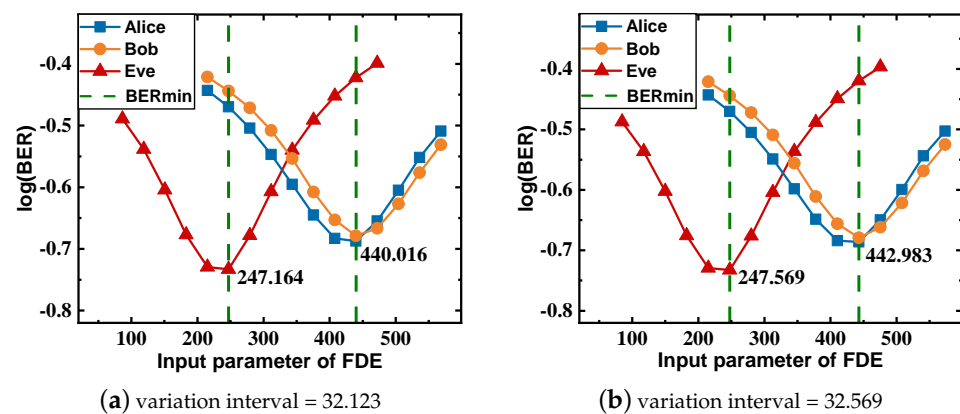 Alice
Bob
Eve
BERmin
-0.4
-0.5
-0.6
-0.7
-0.8
log(BER)
247.164
440.016
100 200 300 400 500
Input parameter of FDE
(a) variation interval = 32.123
Alice
Bob
Eve
BERmin
-0.4
-0.5
-0.6
-0.7
-0.8
log(BER)
247.569
442.983
100 200 300 400 500
Input parameter of FDE
(b) variation interval = 32.569